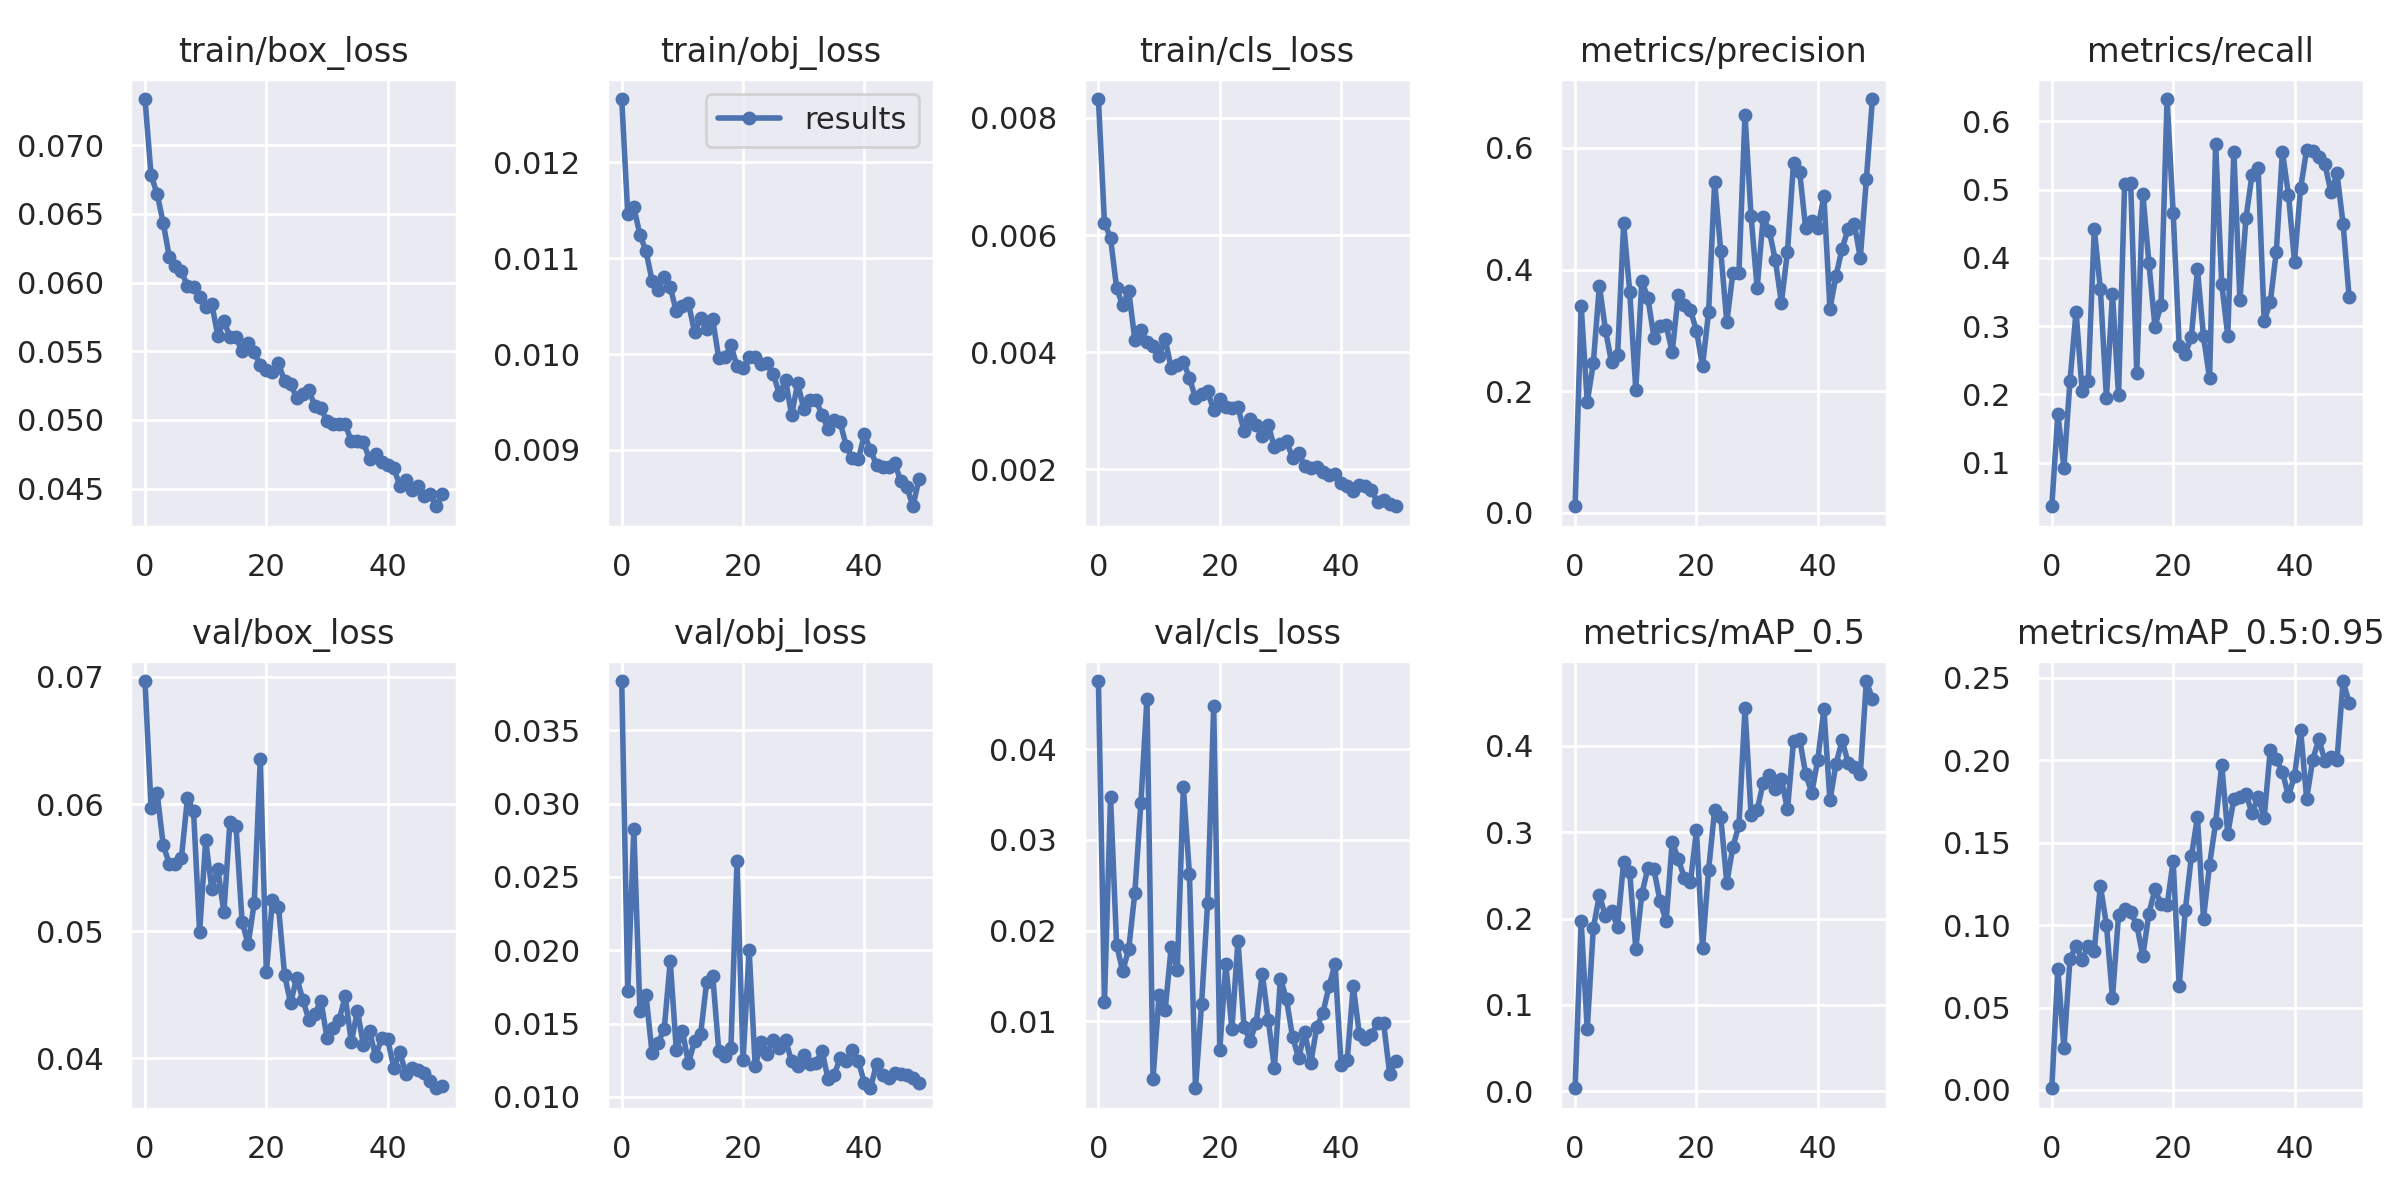 train/box_loss
train/obj_loss
train/cls_loss
metrics/precision
metrics/recall
0.070
0.065
0.060
0.055
0.050
0.045
0 20 40
results
0.012
0.011
0.010
0.009
0 20 40
0.008
0.006
0.004
0.002
0 20 40
0.6
0.4
0.2
0.0
0 20 40
0.6
0.5
0.4
0.3
0.2
0.1
0 20 40
val/box_loss
val/obj_loss
val/cls_loss
metrics/mAP_0.5
metrics/mAP_0.5:0.95
0.07
0.06
0.05
0.04
0 20 40
0.035
0.030
0.025
0.020
0.015
0.010
0 20 40
0.04
0.03
0.02
0.01
0 20 40
0.4
0.3
0.2
0.1
0.0
0 20 40
0.25
0.20
0.15
0.10
0.05
0.00
0 20 40